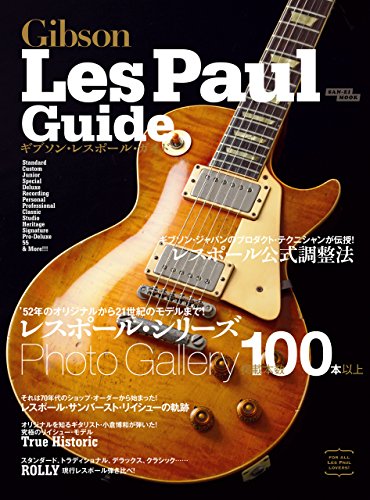 Gibson
Les Paul
Guide
SAN-EI
MOOK
ギブソン・レスポール・ガイド
Standard
Custom
Junior
Special
Deluxe
Recording
Personal
Professional
Classic
Studio
Heritage
Signature
Pro-Deluxe
55
& More!!!
ギブソン・ジャパンのプロダクト・テクニシャンが伝授!
レスポール公式調整法
'52年のオリジナルから21世紀のモデルまで!
レスポール・シリーズ
Photo Gallery 掲載本数 100本以上
それは70年代のショップ・オーダーから始まった!
レスポール・サンバースト・リイシューの軌跡
オリジナルを知るギタリスト・小倉博和が弾いた!
究極のリイシュー・モデル
True Historic
スタンダード、トラディショナル、デラックス、クラシック……
ROLLY 現行レスポール弾き比べ!
FOR ALL
LES PAUL
LOVERS!